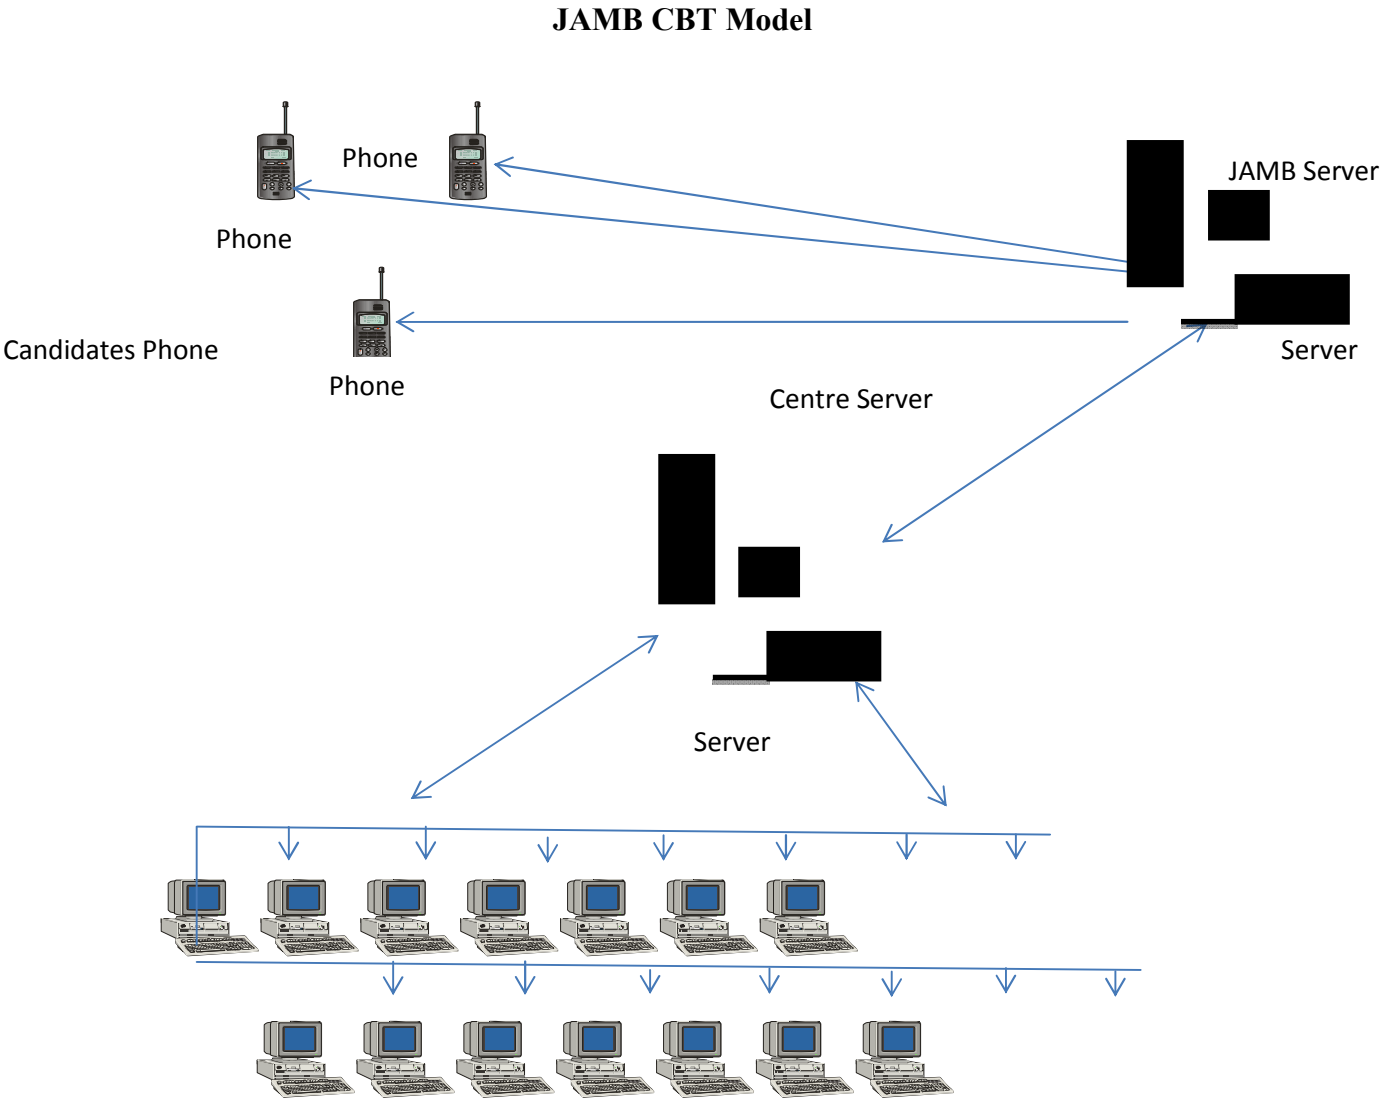 JAMB CBT Model
Phone
JAMB Server
Phone
Candidates Phone
Server
Phone
Centre Server
Server